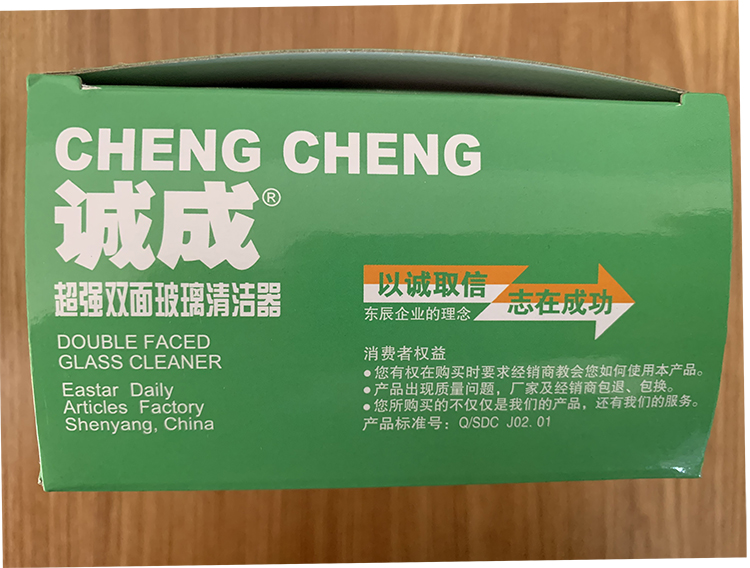 CHENG CHENG
诚成®
超强双面玻璃清洁器
DOUBLE FACED
GLASS CLEANER
Eastar Daily
Articles Factory
Shenyang, China
以诚取信
志在成功
东辰企业的理念
消费者权益
●您有权在购买时要求经销商教会您如何使用本产品。
●产品出现质量问题，厂家及经销商包退、包换。
●您所购买的不仅仅是我们的产品，还有我们的服务。
产品标准号：Q/SDC J02.01